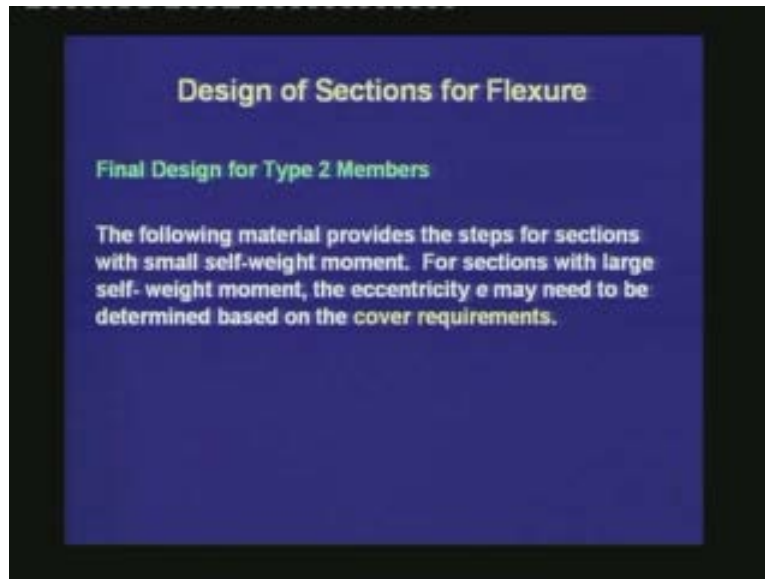 Design of Sections for Flexure
Final Design for Type 2 Members
The following material provides the steps for sections
with small self-weight moment. For sections with large
self- weight moment, the eccentricity e may need to be
determined based on the cover requirements.